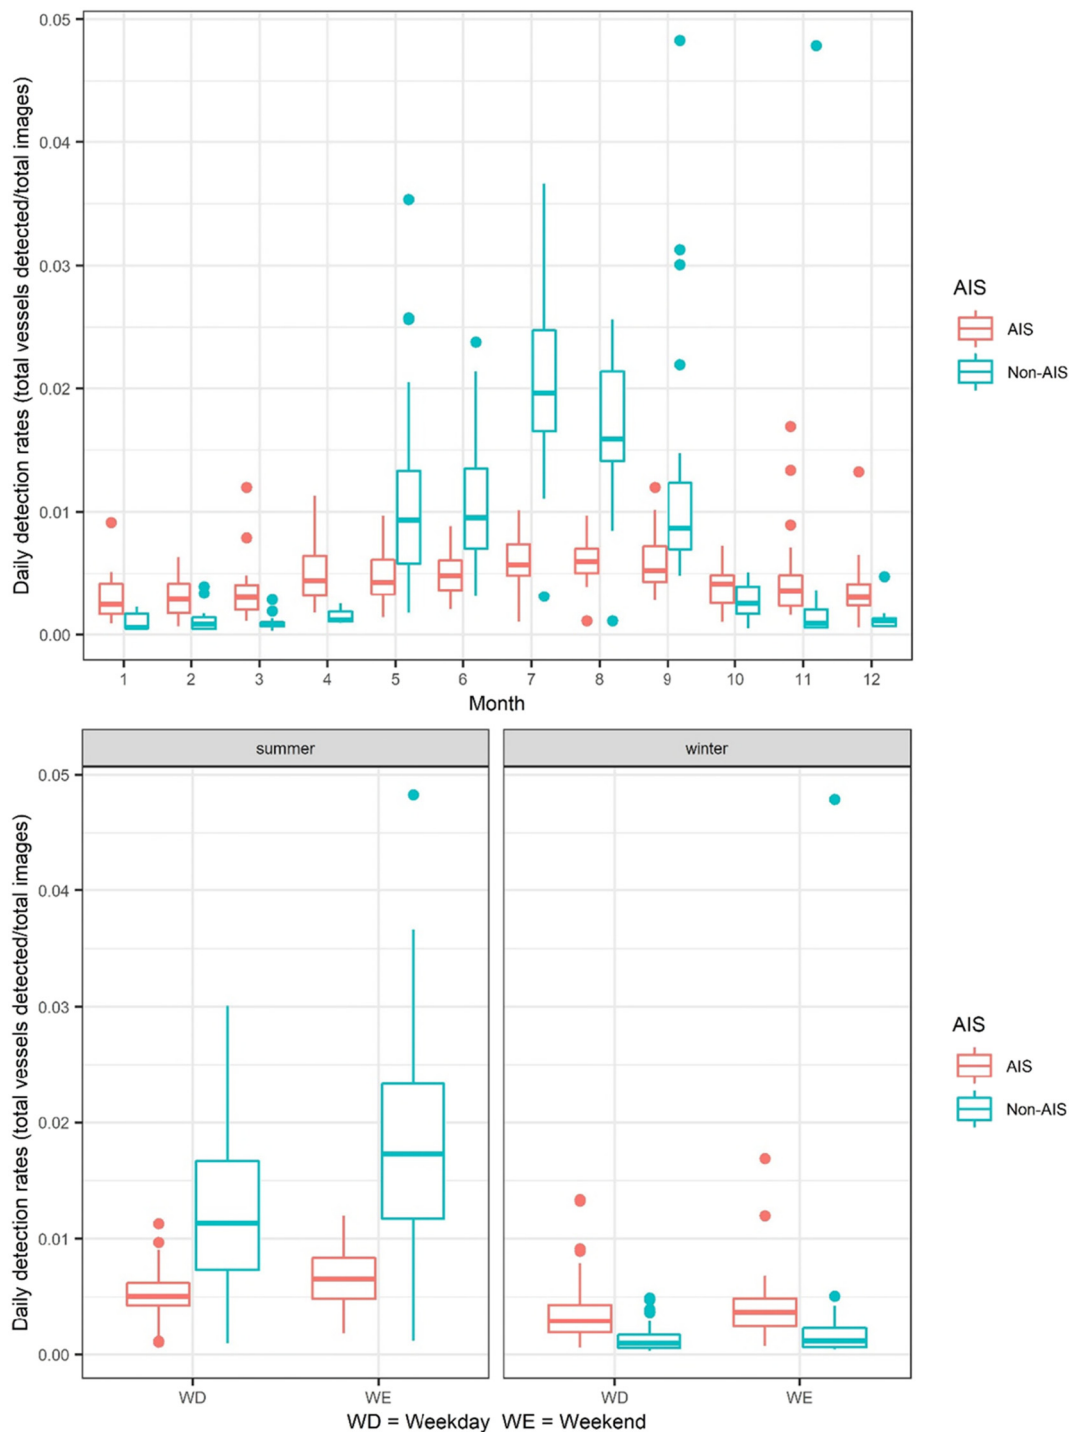 0.05
0.04
0.03
0.02
0.01
0.00
Daily detection rates (total vessels detected/total images)
1 2 3 4 5 6 7 8 9 10 11 12
Month
AIS
AIS
Non-AIS
summer
winter
0.05
0.04
0.03
0.02
0.01
0.00
Daily detection rates (total vessels detected/total images)
WD WE WD WE
WD = Weekday WE = Weekend
AIS
AIS
Non-AIS